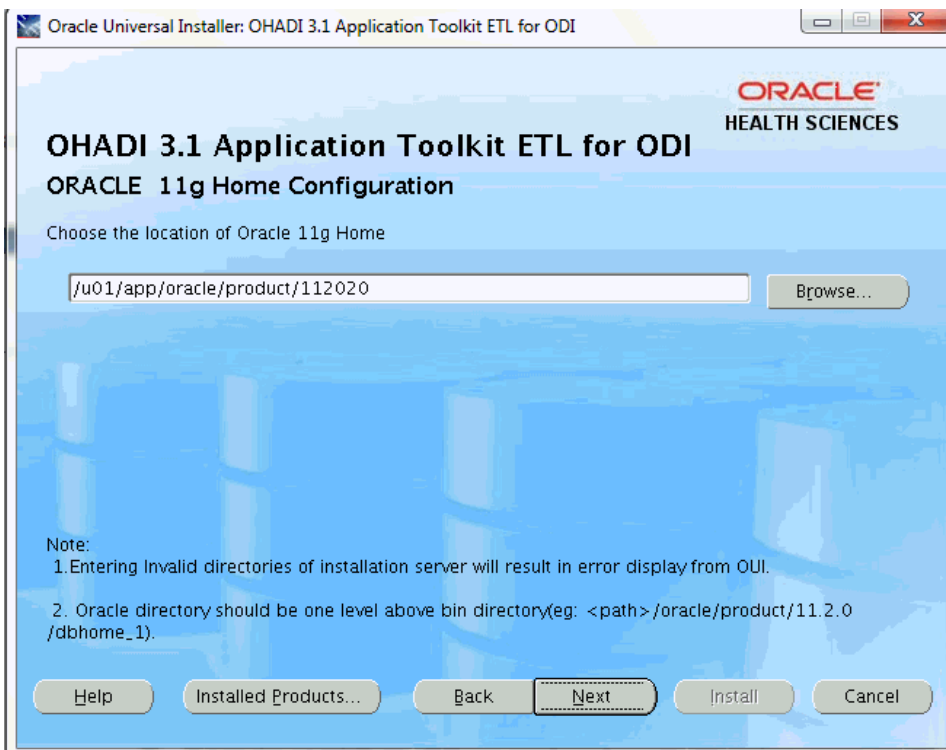 Oracle Universal Installer: OHADI 3.1 Application Toolkit ETL for ODI
ORACLE
HEALTH SCIENCES
OHADI 3.1 Application Toolkit ETL for ODI
ORACLE 11g Home Configuration
Choose the location of Oracle 11g Home
/u01/app/oracle/product/112020
Browse...
Note:
1.Entering Invalid directories of installation server will result in error display from OUI.
2. Oracle directory should be one level above bin directory(eg: <path>/oracle/product/11.2.0
/dbhome_1).
Help
Installed Products...
Back
Next
Install
Cancel